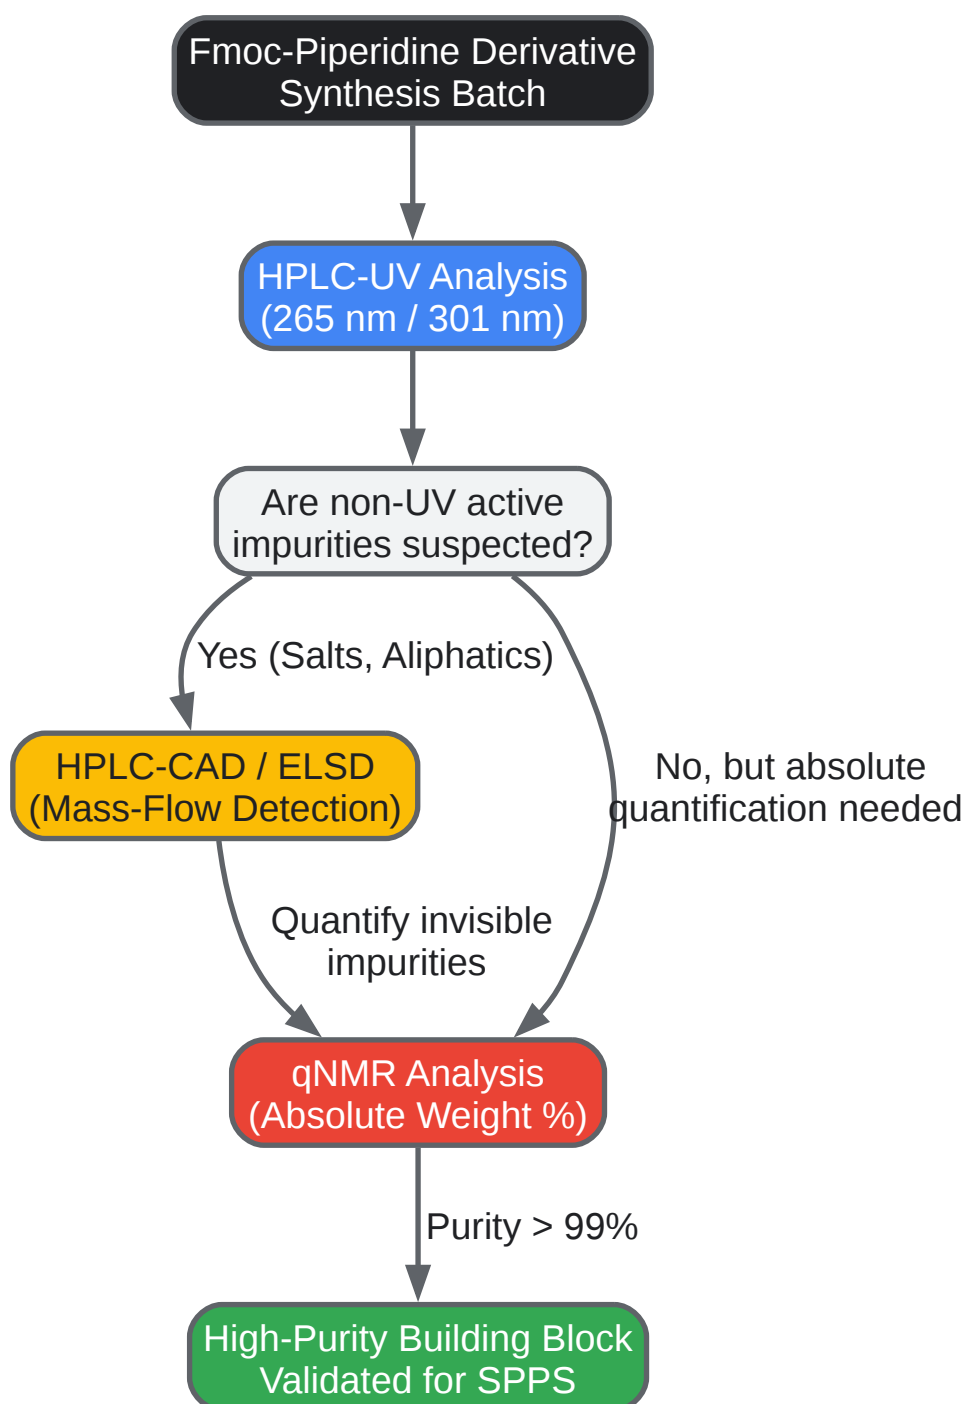 Fmoc-Piperidine Derivative
Synthesis Batch
HPLC-UV Analysis
(265 nm / 301 nm)
Are non-UV active
impurities suspected?
Yes (Salts, Aliphatics)
HPLC-CAD / ELSD
(Mass-Flow Detection)
No, but absolute
quantification needed
Quantify invisible
impurities
qNMR Analysis
(Absolute Weight %)
Purity > 99%
High-Purity Building Block
Validated for SPPS